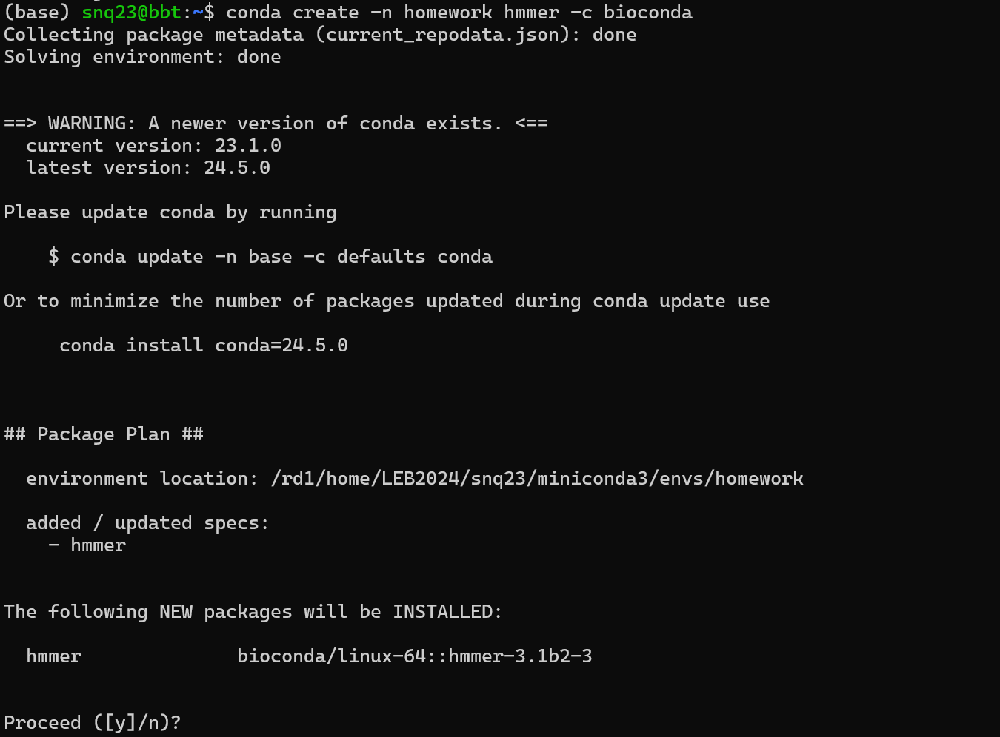 (base) snq23@bbt:~$ conda create -n homework hmmer -c bioconda
Collecting package metadata (current_repodata.json): done
Solving environment: done
==> WARNING: A newer version of conda exists. <==
current version: 23.1.0
latest version: 24.5.0
Please update conda by running
$ conda update -n base -c defaults conda
Or to minimize the number of packages updated during conda update use
conda install conda=24.5.0
## Package Plan ##
environment location: /rd1/home/LEB2024/snq23/miniconda3/envs/homework
added / updated specs:
- hmmer
The following NEW packages will be INSTALLED:
hmmer bioconda/linux-64::hmmer-3.1b2-3
Proceed ([y]/n)?